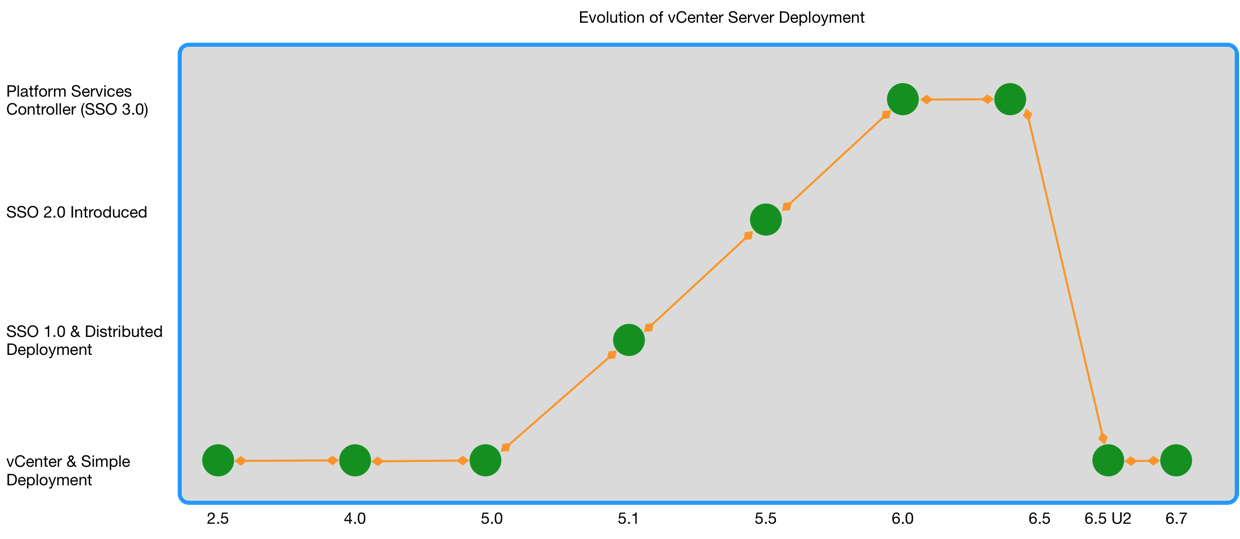 Evolution of vCenter Server Deployment
Platform Services
Controller (SSO 3.0)
SSO 2.0 Introduced
SSO 1.0 & Distributed
Deployment
vCenter & Simple
Deployment
2.5 4.0 5.0 5.1 5.5 6.0 6.5 6.5 U2 6.7